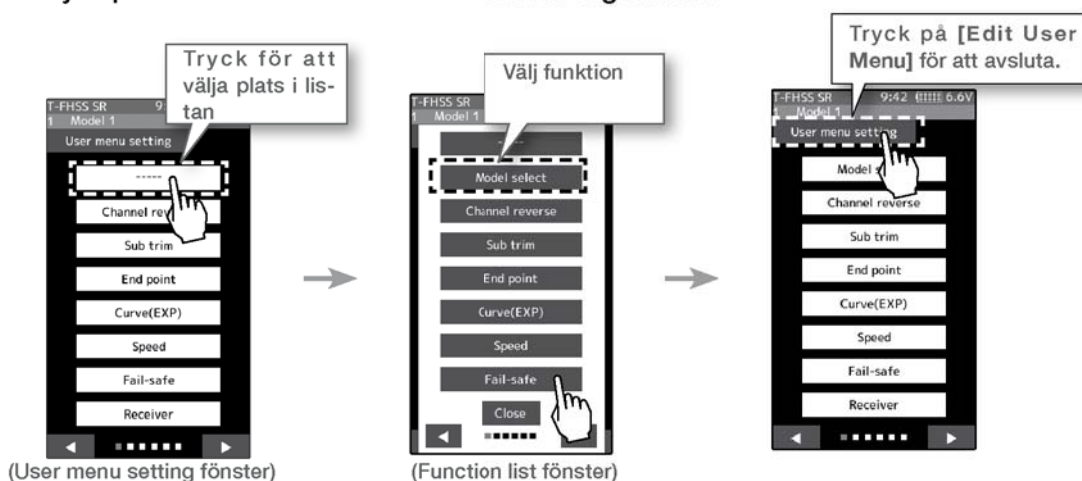 Tryck för att
välja plats i lis-
tan
T-FHSS SR 9:
1 Model 1
User menu setting
-----
Channel rev
Sub trim
End point
Curve(EXP)
Speed
Fail-safe
Receiver
(User menu setting fönster)
Välj funktion
T-FHSS SR
1 Model 1
-----
Model select
Channel reverse
Sub trim
End point
Curve(EXP)
Speed
Fail-safe
Close
(Function list fönster)
Tryck på [Edit User
Menu] för att avsluta.
T-FHSS SR 9:42 6.6V
1 Model 1
User menu setting
Model s
Channel reverse
Sub trim
End point
Curve(EXP)
Speed
Fail-safe
Receiver